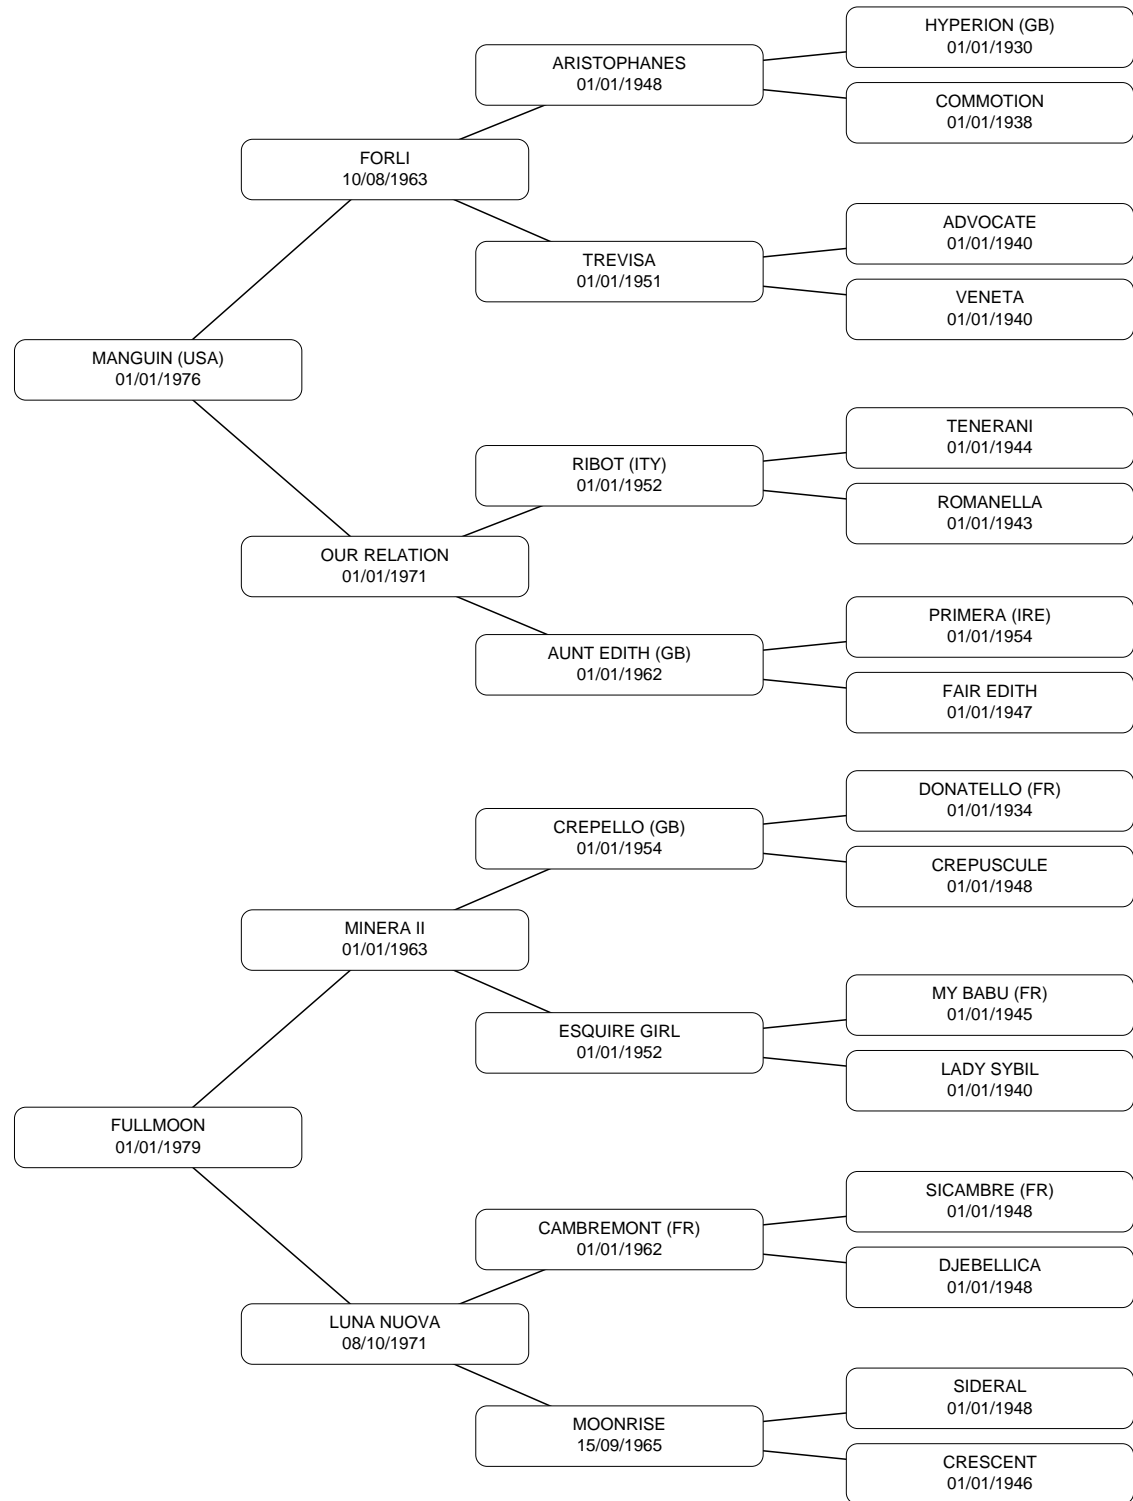 HYPERION (GB)
01/01/1930
ARISTOPHANES
01/01/1948
COMMOTION
01/01/1938
FORLI
10/08/1963
ADVOCATE
01/01/1940
TREVISA
01/01/1951
VENETA
01/01/1940
MANGUIN (USA)
01/01/1976
TENERANI
01/01/1944
RIBOT (ITY)
01/01/1952
ROMANELLA
01/01/1943
OUR RELATION
01/01/1971
PRIMERA (IRE)
01/01/1954
AUNT EDITH (GB)
01/01/1962
FAIR EDITH
01/01/1947
DONATELLO (FR)
01/01/1934
CREPELLO (GB)
01/01/1954
CREPUSCULE
01/01/1948
MINERA II
01/01/1963
MY BABU (FR)
01/01/1945
ESQUIRE GIRL
01/01/1952
LADY SYBIL
01/01/1940
FULLMOON
01/01/1979
SICAMBRE (FR)
01/01/1948
CAMBREMONT (FR)
01/01/1962
DJEBELLICA
01/01/1948
LUNA NUOVA
08/10/1971
SIDERAL
01/01/1948
MOONRISE
15/09/1965
CRESCENT
01/01/1946